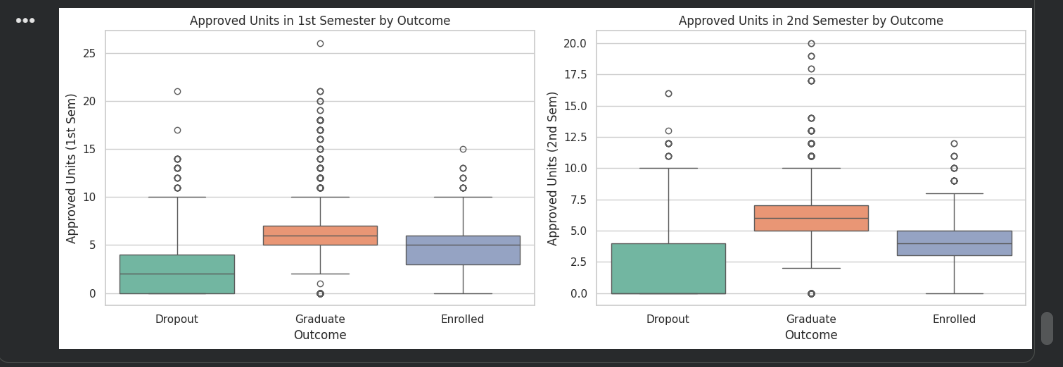 Approved Units in 1st Semester by Outcome
Approved Units (1st Sem)
25
20
15
10
5
0
Dropout
Graduate
Enrolled
Outcome
Approved Units in 2nd Semester by Outcome
Approved Units (2nd Sem)
20.0
17.5
15.0
12.5
10.0
7.5
5.0
2.5
0.0
Dropout
Graduate
Enrolled
Outcome